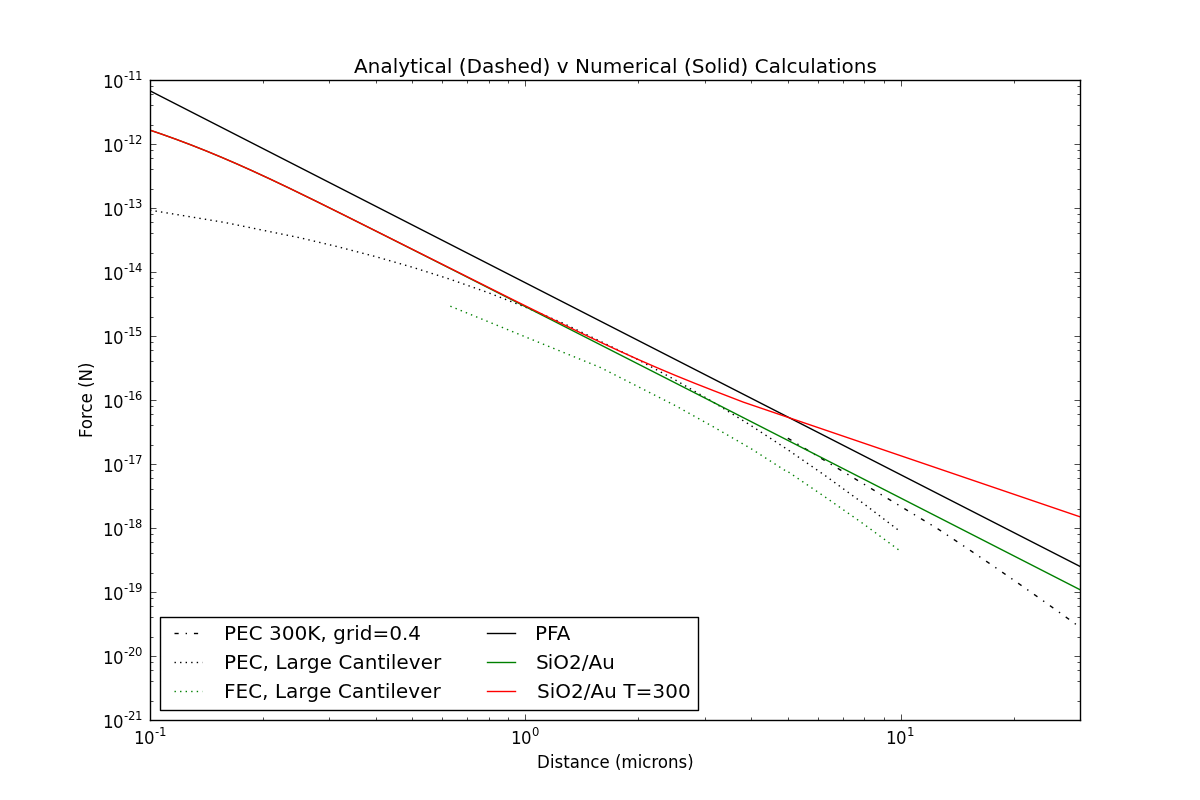 Analytical (Dashed) v Numerical (Solid) Calculations
10^-11
10^-12
10^-13
10^-14
10^-15
10^-16
10^-17
10^-18
10^-19
10^-20
10^-21
Force (N)
PEC 300K, grid=0.4
PEC, Large Cantilever
FEC, Large Cantilever
PFA
SiO2/Au
SiO2/Au T=300
10^-1
10^0
10^1
Distance (microns)